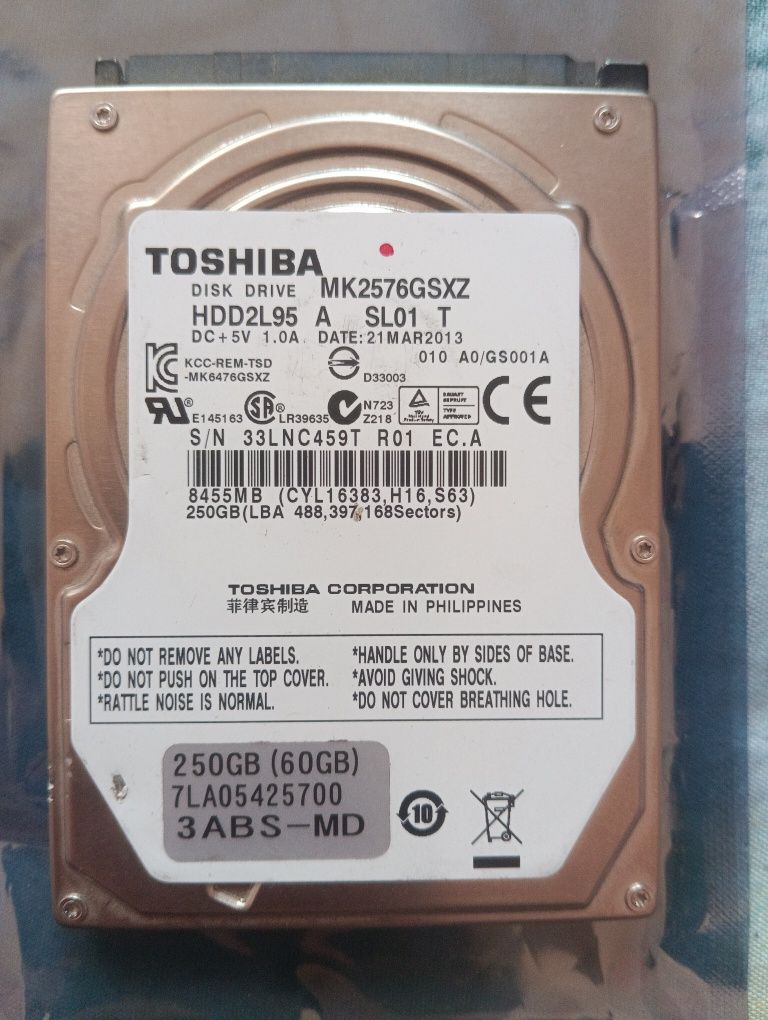 TOSHIBA
DISK DRIVE MK2576GSXZ
HDD2L95 A SL01 T
DC+5V 1.0A DATE:21MAR2013
010 A0/GS001A
KCC-REM-TSD
-MK6476GSXZ
D33003
E145163 LR39635 N723
Z218
CE
S/N 33LNC459T R01 EC.A
8455MB (CYL16383,H16,S63)
250GB(LBA 488,397,168Sectors)
TOSHIBA CORPORATION
菲律宾制造 MADE IN PHILIPPINES
*DO NOT REMOVE ANY LABELS. *HANDLE ONLY BY SIDES OF BASE.
*DO NOT PUSH ON THE TOP COVER. *AVOID GIVING SHOCK.
*RATTLE NOISE IS NORMAL. *DO NOT COVER BREATHING HOLE.
250GB (60GB)
7LA05425700
3ABS-MD
10